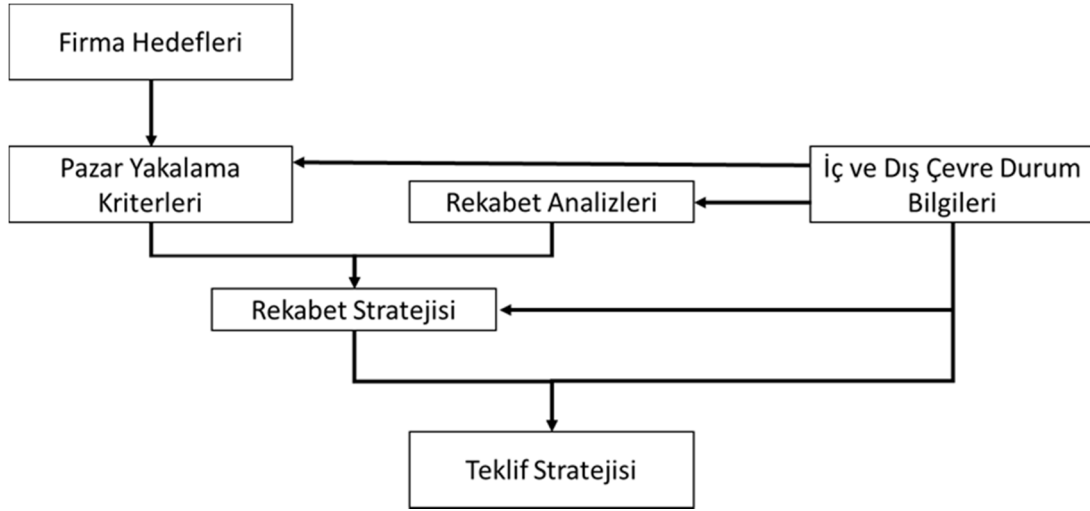 Firma Hedefleri
Pazar Yakalama
Kriterleri
İç ve Dış Çevre Durum
Bilgileri
Rekabet Analizleri
Rekabet Stratejisi
Teklif Stratejisi